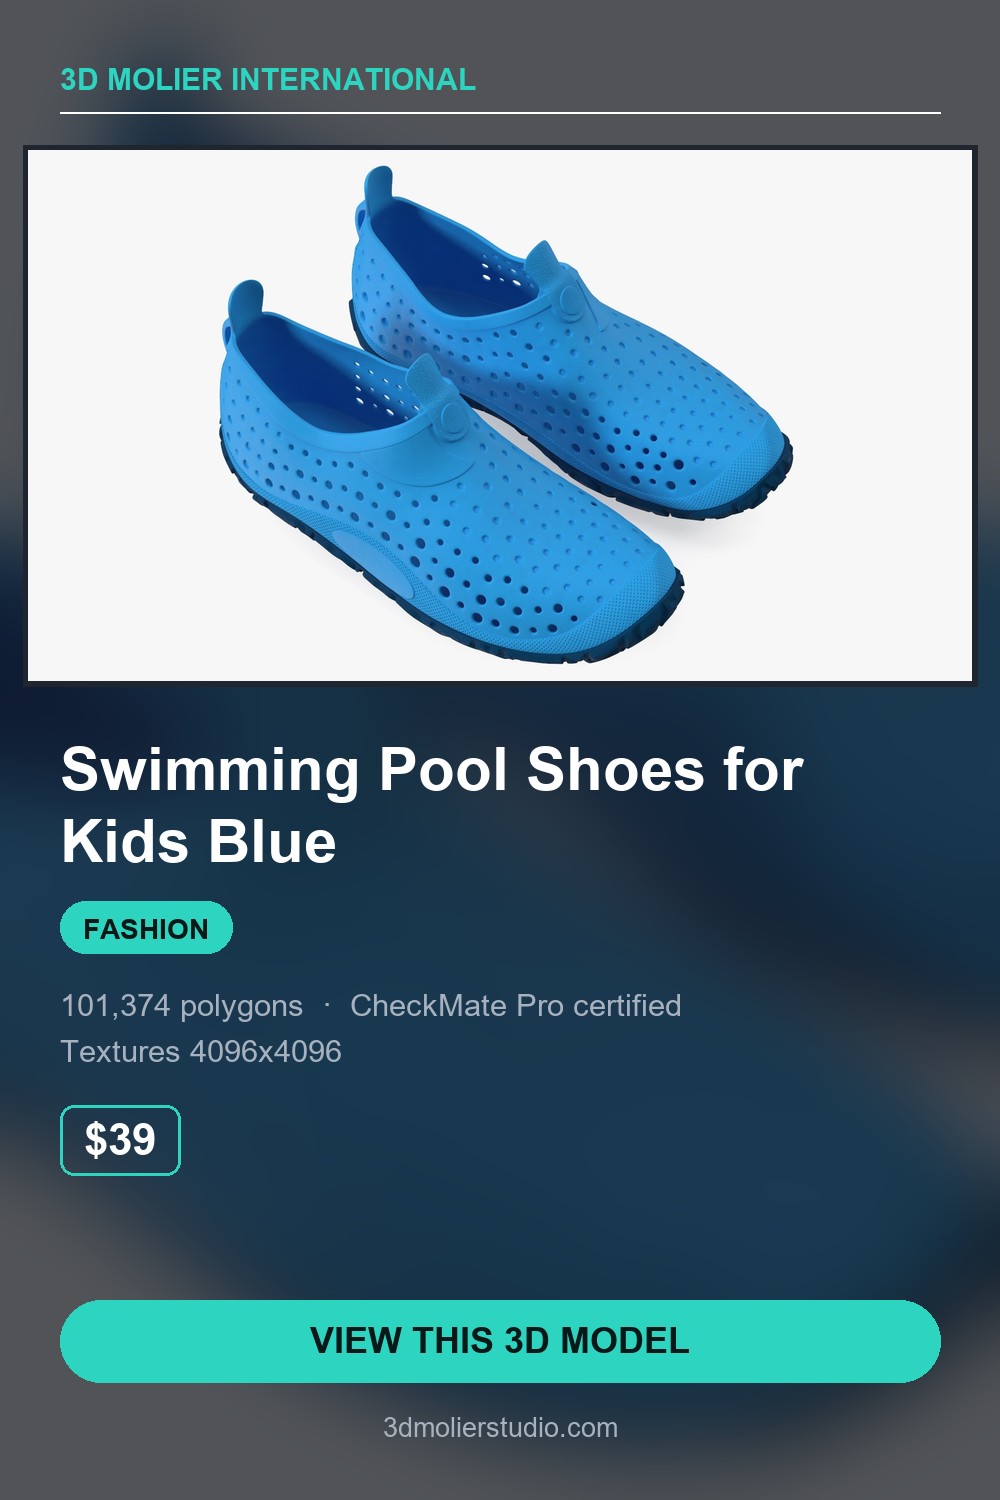 3D MOLIER INTERNATIONAL
Swimming Pool Shoes for
Kids Blue
FASHION
101,374 polygons · CheckMate Pro certified
Textures 4096x4096
$39
VIEW THIS 3D MODEL
3dmolierstudio.com